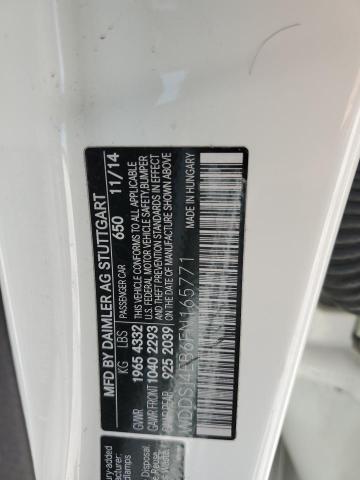 MFD BY DAIMLER AG STUTTGART
PASSENGER CAR 650 11/14
KG LBS
GVWR 1965 4332
GAWR FRONT 1040 2293
GAWR REAR 925 2039
THIS VEHICLE CONFORMS TO ALL APPLICABLE
U.S. FEDERAL MOTOR VEHICLE SAFETY, BUMPER
AND THEFT PREVENTION STANDARDS IN EFFECT ON
THE DATE OF MANUFACTURE SHOWN ABOVE
WDDSJ4EB6FN165771
MADE IN HUNGARY